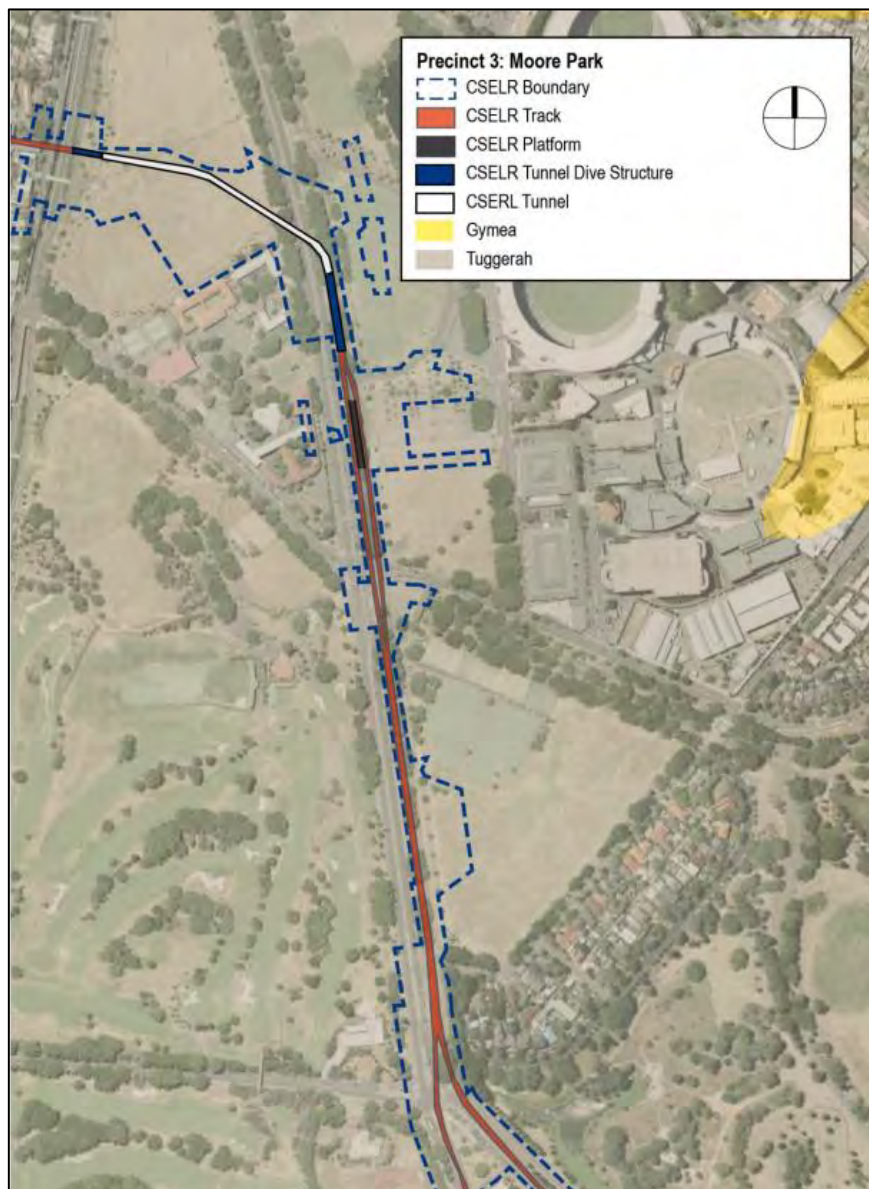 Precinct 3: Moore Park
CSELR Boundary
CSELR Track
CSELR Platform
CSELR Tunnel Dive Structure
CSERL Tunnel
Gymea
Tuggerah